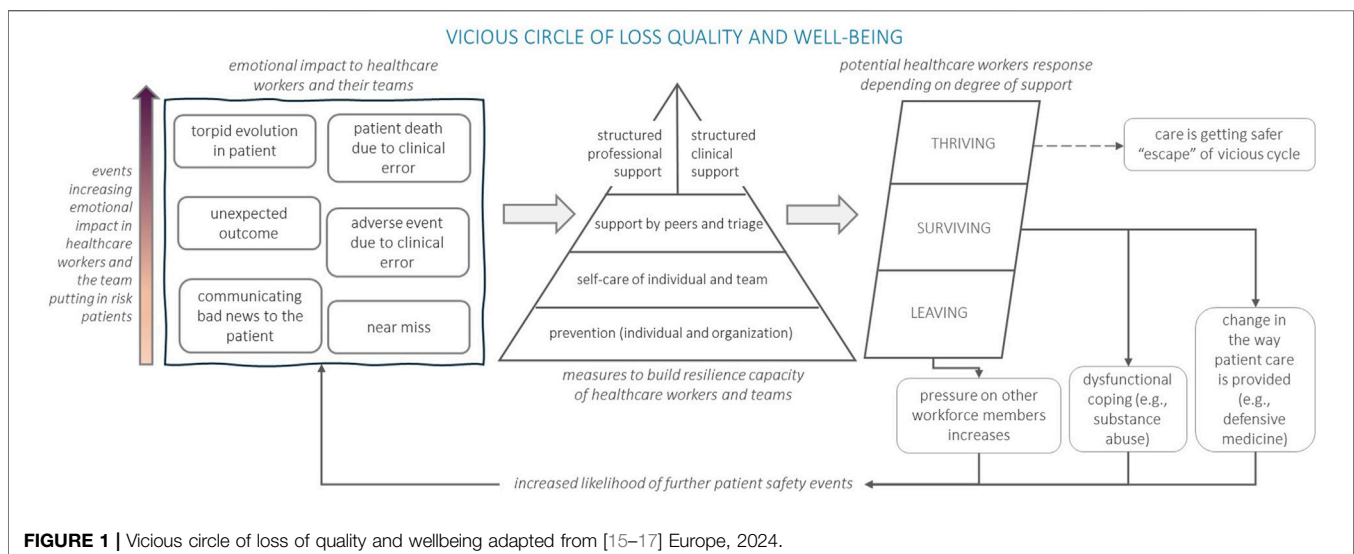 VICIOUS CIRCLE OF LOSS QUALITY AND WELL-BEING
emotional impact to healthcare
workers and their teams
events
increasing
emotional
impact in
healthcare
workers and
the team
putting in risk
patients
torpid evolution
in patient
patient death
due to clinical
error
unexpected
outcome
adverse event
due to clinical
error
communicating
bad news to the
patient
near miss
structured
professional
support
structured
clinical
support
support by peers and triage
self-care of individual and team
prevention (individual and organization)
measures to build resilience capacity
of healthcare workers and teams
potential healthcare workers response
depending on degree of support
THRIVING
SURVIVING
LEAVING
care is getting safer
“escape” of vicious cycle
pressure on other
workforce members
increases
dysfunctional
coping (e.g.,
substance
abuse)
change in
the way
patient care
is provided
(e.g.,
defensive
medicine)
increased likelihood of further patient safety events
FIGURE 1 | Vicious circle of loss of quality and wellbeing adapted from [15–17] Europe, 2024.